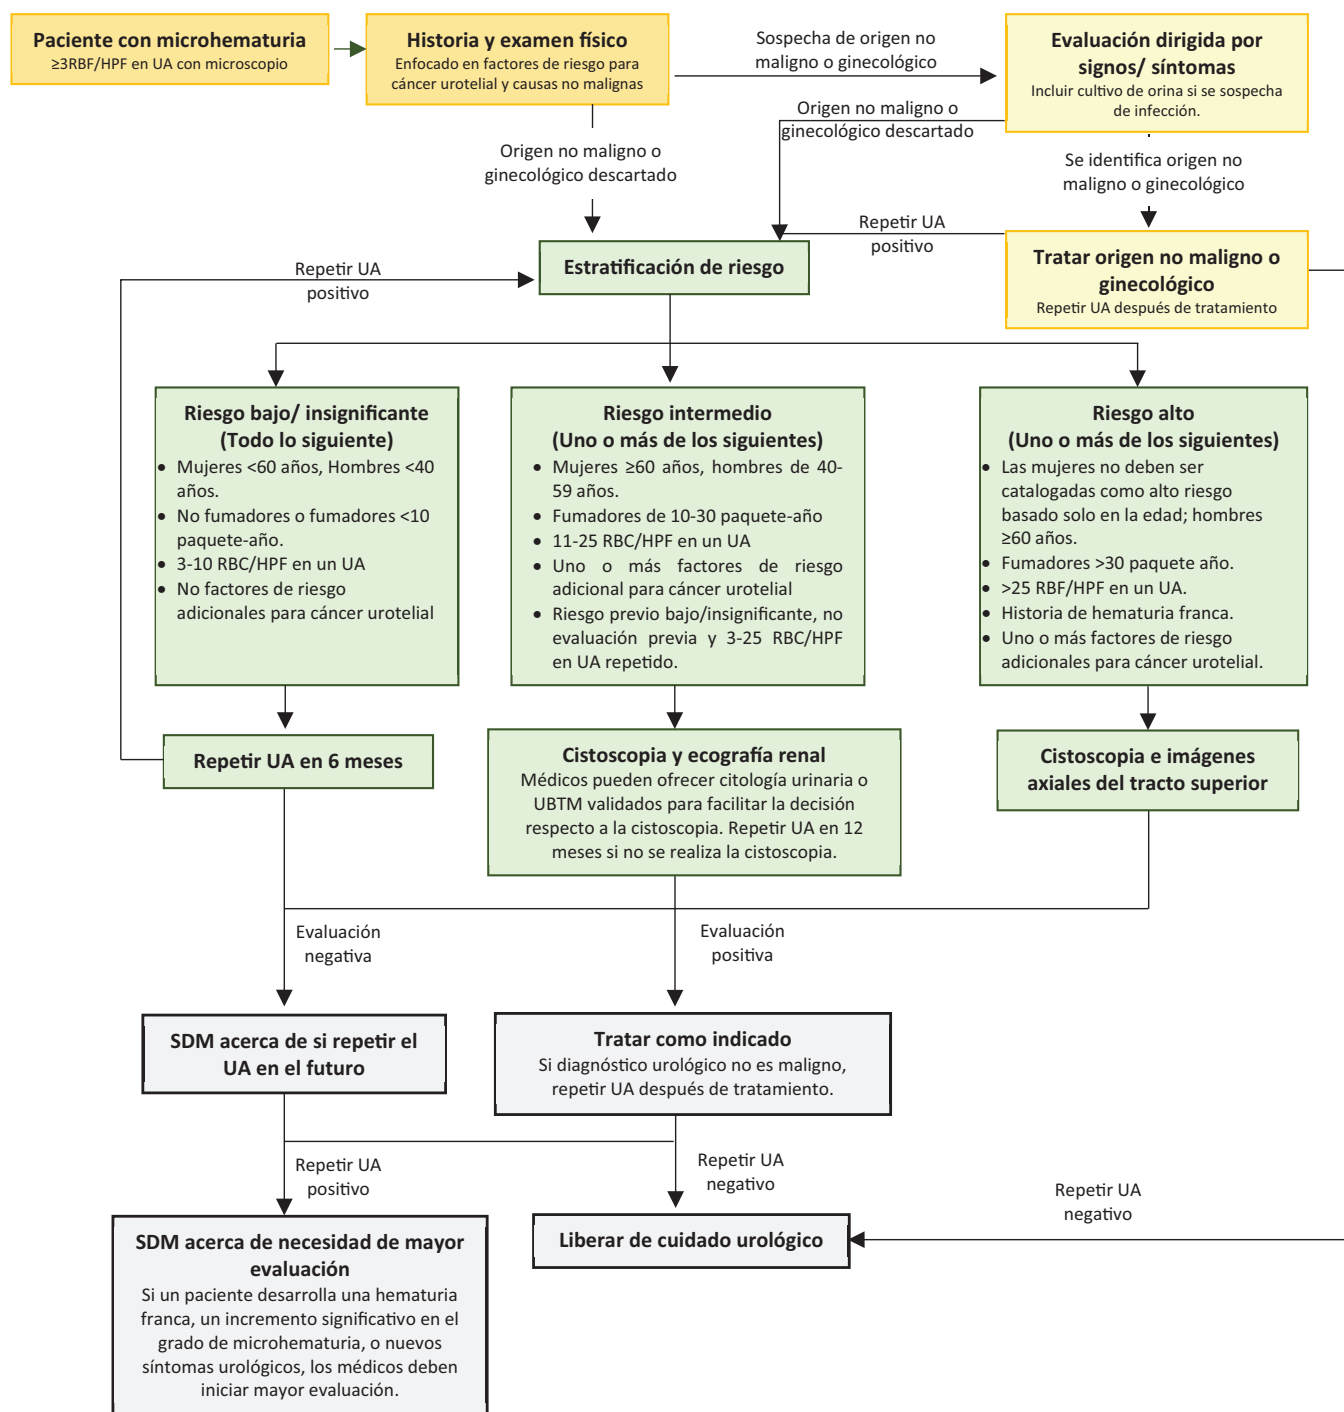 Paciente con microhematuria
≥3RBF/HPF en UA con microscopio
Historia y examen físico
Enfocado en factores de riesgo para
cáncer urotelial y causas no malignas
Sospecha de origen no
maligno o ginecológico
Evaluación dirigida por
signos/ síntomas
Incluir cultivo de orina si se sospecha
de infección.
Origen no maligno o
ginecológico descartado
Origen no maligno o
ginecológico descartado
Se identifica origen no
maligno o ginecológico
Repetir UA
positivo
Tratar origen no maligno o
ginecológico
Repetir UA después de tratamiento
Estratificación de riesgo
Repetir UA
positivo
Riesgo bajo/ insignificante
(Todo lo siguiente)
• Mujeres <60 años, Hombres <40
años.
• No fumadores o fumadores <10
paquete-año.
• 3-10 RBC/HPF en un UA
• No factores de riesgo
adicionales para cáncer urotelial
Riesgo intermedio
(Uno o más de los siguientes)
• Mujeres ≥60 años, hombres de 40-
59 años.
• Fumadores de 10-30 paquete-año
• 11-25 RBC/HPF en un UA
• Uno o más factores de riesgo
adicional para cáncer urotelial
• Riesgo previo bajo/insignificante, no
evaluación previa y 3-25 RBC/HPF
en UA repetido.
Riesgo alto
(Uno o más de los siguientes)
• Las mujeres no deben ser
catalogadas como alto riesgo
basado solo en la edad; hombres
≥60 años.
• Fumadores >30 paquete año.
• >25 RBF/HPF en un UA.
• Historia de hematuria franca.
• Uno o más factores de riesgo
adicionales para cáncer urotelial.
Repetir UA en 6 meses
Cistoscopia y ecografía renal
Médicos pueden ofrecer citología urinaria o
UBTM validados para facilitar la decisión
respecto a la cistoscopia. Repetir UA en 12
meses si no se realiza la cistoscopia.
Cistoscopia e imágenes
axiales del tracto superior
Evaluación
negativa
Evaluación
positiva
SDM acerca de si repetir el
UA en el futuro
Tratar como indicado
Si diagnóstico urológico no es maligno,
repetir UA después de tratamiento.
Repetir UA
positivo
Repetir UA
negativo
Repetir UA
negativo
SDM acerca de necesidad de mayor
evaluación
Si un paciente desarrolla una hematuria
franca, un incremento significativo en el
grado de microhematuria, o nuevos
síntomas urológicos, los médicos deben
iniciar mayor evaluación.
Liberar de cuidado urológico